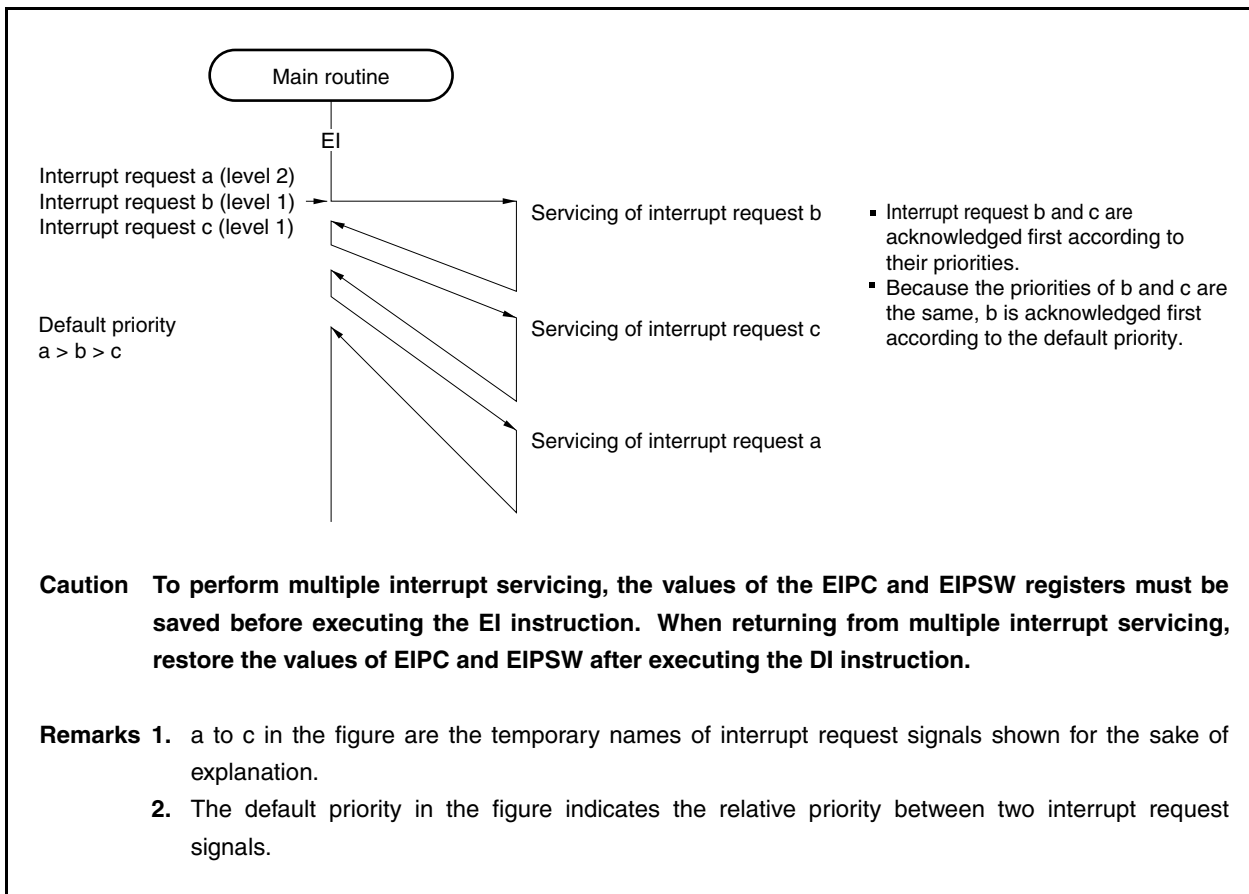 Main routine
EI
Interrupt request a (level 2)
Interrupt request b (level 1)
Interrupt request c (level 1)
Servicing of interrupt request b
▪ Interrupt request b and c are
acknowledged first according to
their priorities.
▪ Because the priorities of b and c are
the same, b is acknowledged first
according to the default priority.
Default priority
a > b > c
Servicing of interrupt request c
Servicing of interrupt request a
Caution To perform multiple interrupt servicing, the values of the EIPC and EIPSW registers must be
saved before executing the EI instruction. When returning from multiple interrupt servicing,
restore the values of EIPC and EIPSW after executing the DI instruction.
Remarks 1. a to c in the figure are the temporary names of interrupt request signals shown for the sake of
explanation.
2. The default priority in the figure indicates the relative priority between two interrupt request
signals.